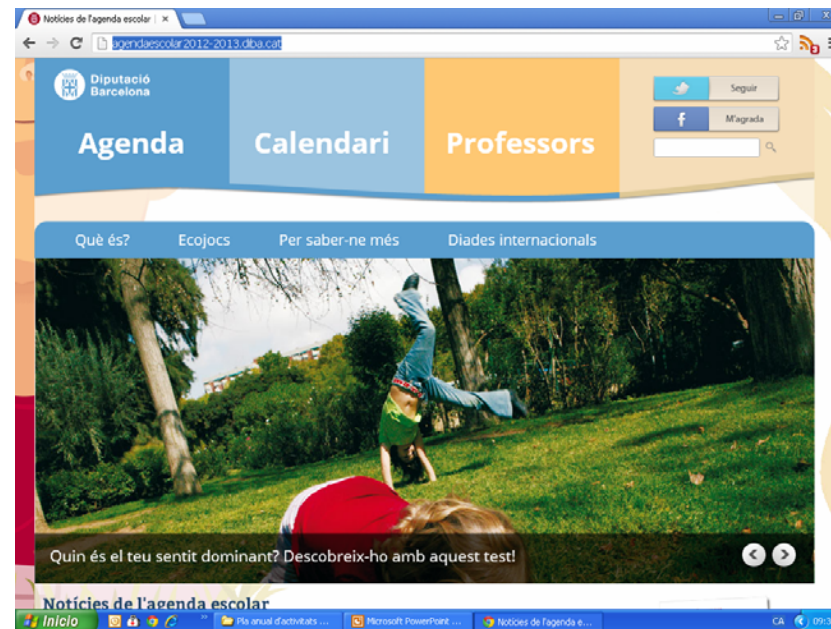 Notícies de l'agenda escolar |
agendaescolar2012-2013.diba.cat
Diputació
Barcelona
Seguir
M'agrada
Agenda
Calendari
Professors
Què és?
Ecojocs
Per saber-ne més
Diades internacionals
Quin és el teu sentit dominant? Descobreix-ho amb aquest test!
Notícies de l'agenda escolar
Inicio
Pla anual d'activitats ...
Microsoft PowerPoint ...
Notícies de l'agenda e...
CA